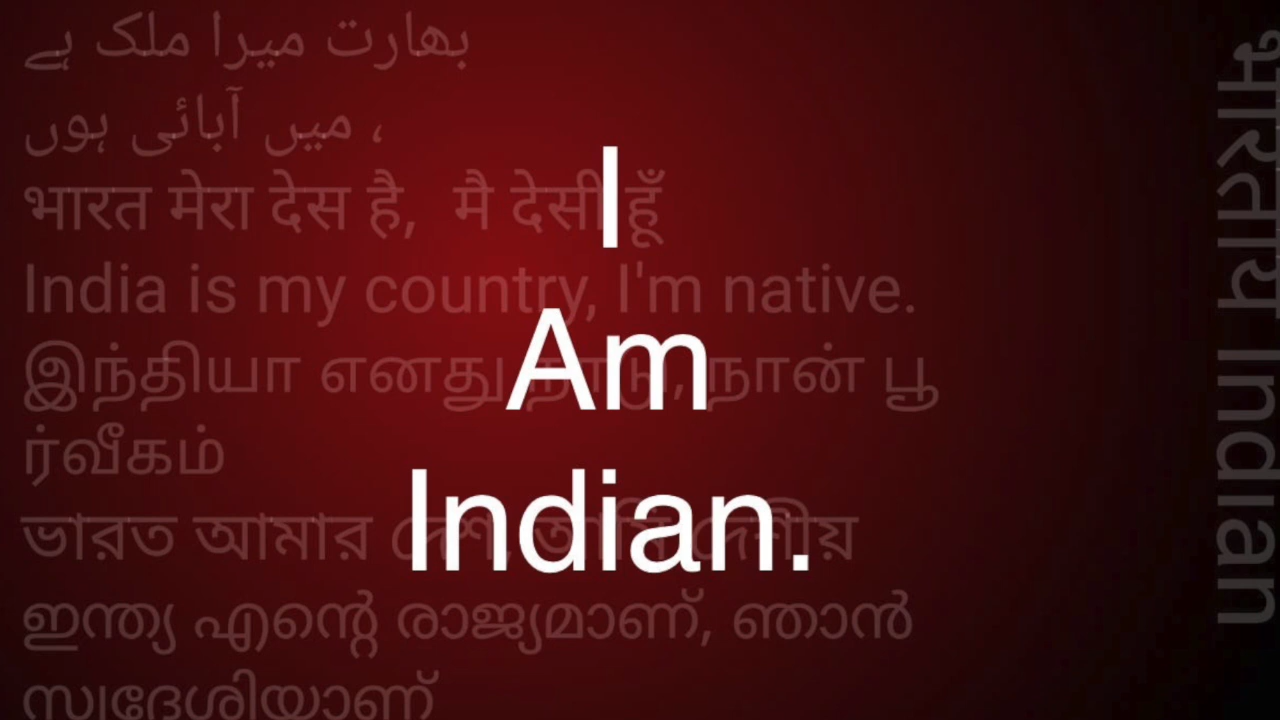 بھارت میرا ملک ہے
، میں آبائی ہوں
भारत मेरा देस है, मै देसी हूँ
India is my country, I'm native.
இந்தியா எனது நாடு, நான் பூ
ர்வீகம்
ভারত আমার দেশ, আমি দেশীয়
ഇന്ത്യ എന്റെ രാജ്യമാണ്, ഞാൻ
സ്വദേശിയാണ്
I
Am
Indian.
भारतीय Indian